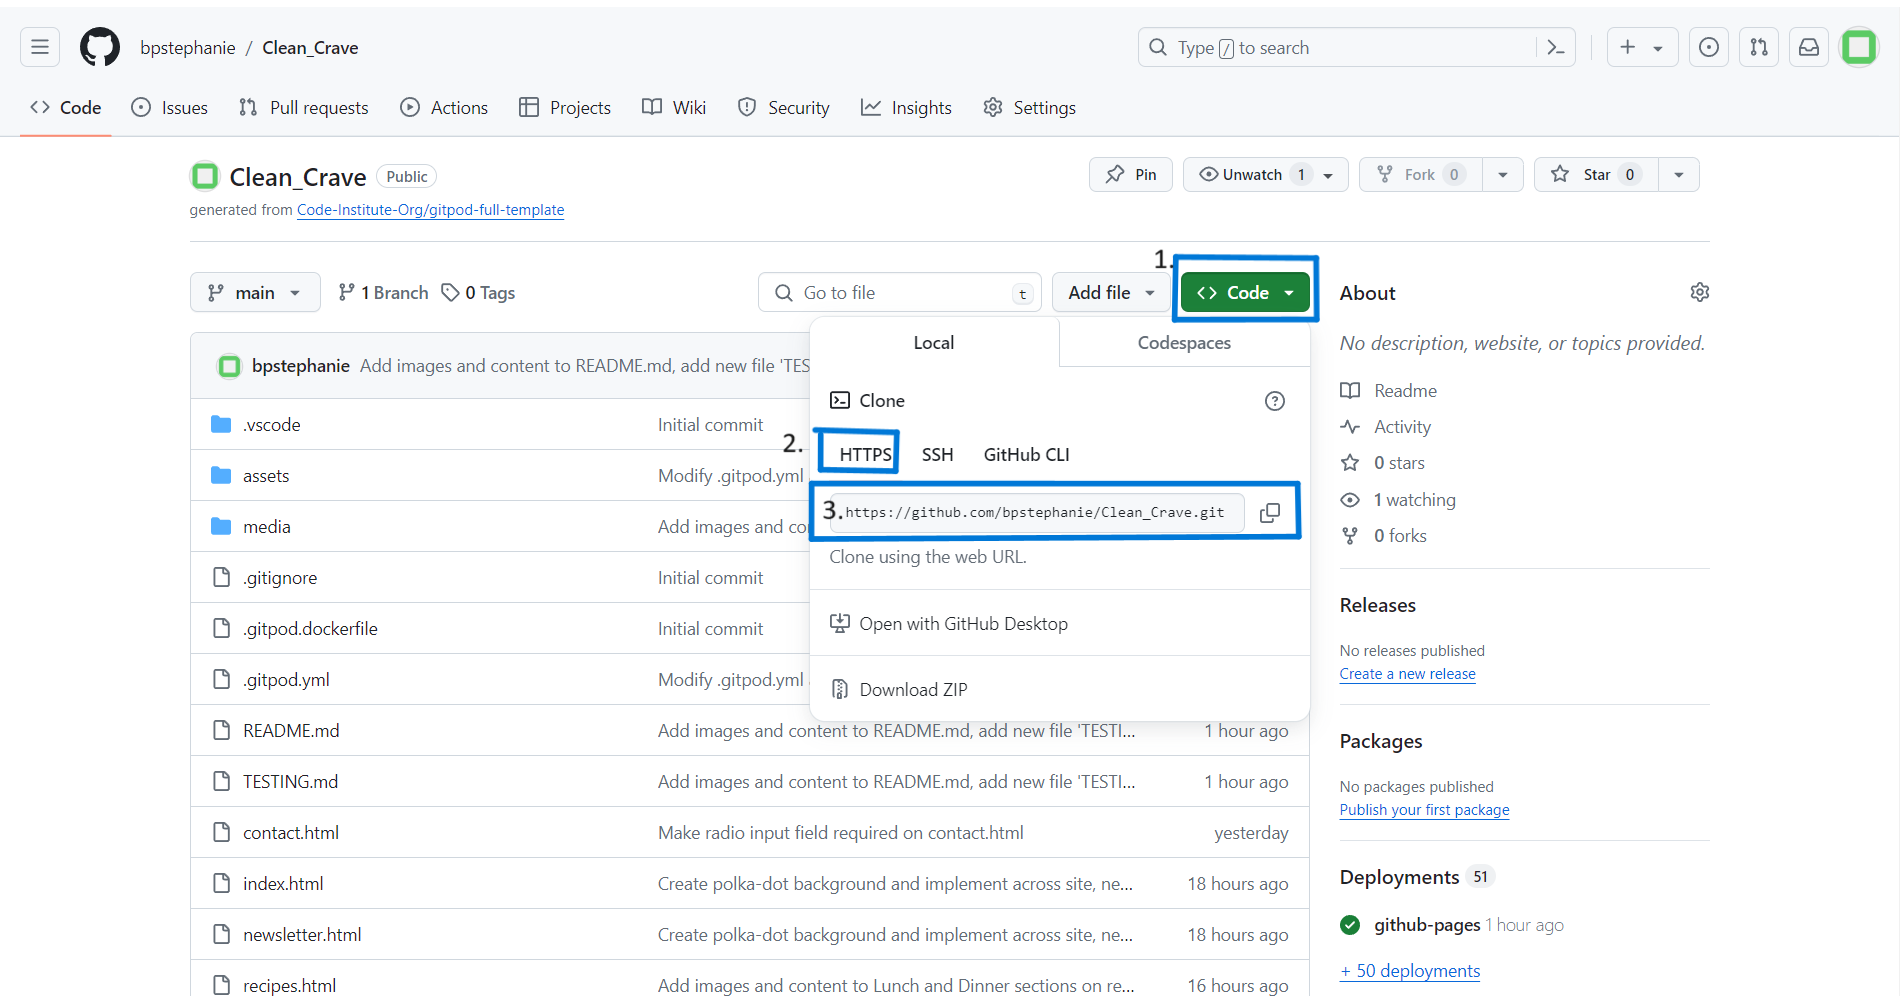 bpstephanie / Clean_Crave
Type / to search
Code Issues Pull requests Actions Projects Wiki Security Insights Settings
Clean_Crave Public
Pin Unwatch 1 Fork 0 Star 0
generated from Code-Institute-Org/gitpod-full-template
1.
main 1 Branch 0 Tags Go to file t Add file Code
About
No description, website, or topics provided.
Readme
Activity
0 stars
1 watching
0 forks
Releases
No releases published
Create a new release
Packages
No packages published
Publish your first package
Deployments 51
github-pages 1 hour ago
+ 50 deployments
Local Codespaces
Clone
2. HTTPS SSH GitHub CLI
3. https://github.com/bpstephanie/Clean_Crave.git
Clone using the web URL.
Open with GitHub Desktop
Download ZIP
bpstephanie Add images and content to README.md, add new file 'TES
.vscode Initial commit
assets Modify .gitpod.yml
media Add images and co
.gitignore Initial commit
.gitpod.dockerfile Initial commit
.gitpod.yml Modify .gitpod.yml
README.md Add images and content to README.md, add new file 'TESTI... 1 hour ago
TESTING.md Add images and content to README.md, add new file 'TESTI... 1 hour ago
contact.html Make radio input field required on contact.html yesterday
index.html Create polka-dot background and implement across site, ne... 18 hours ago
newsletter.html Create polka-dot background and implement across site, ne... 18 hours ago
recipes.html Add images and content to Lunch and Dinner sections on re... 16 hours ago